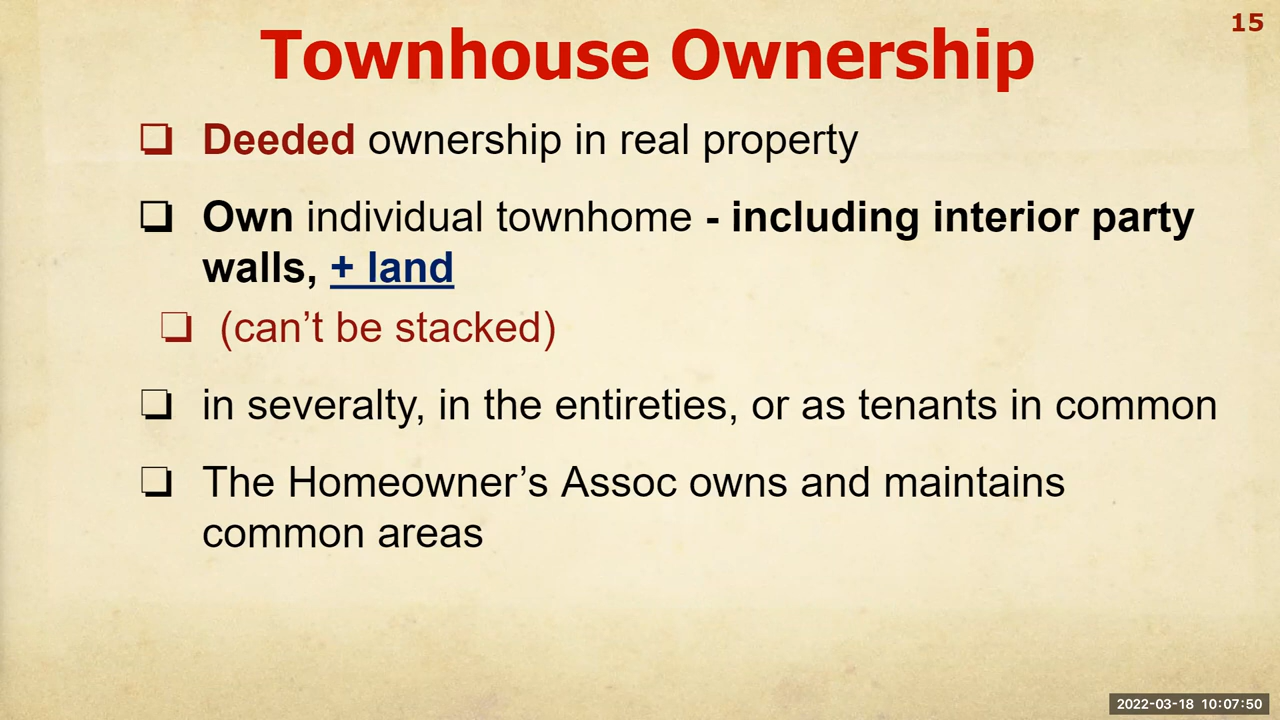 15
Townhouse Ownership
❏ Deeded ownership in real property
❏ Own individual townhome - including interior party
walls, + land
❏ (can’t be stacked)
❏ in severalty, in the entireties, or as tenants in common
❏ The Homeowner’s Assoc owns and maintains
common areas
2022-03-18 10:07:50